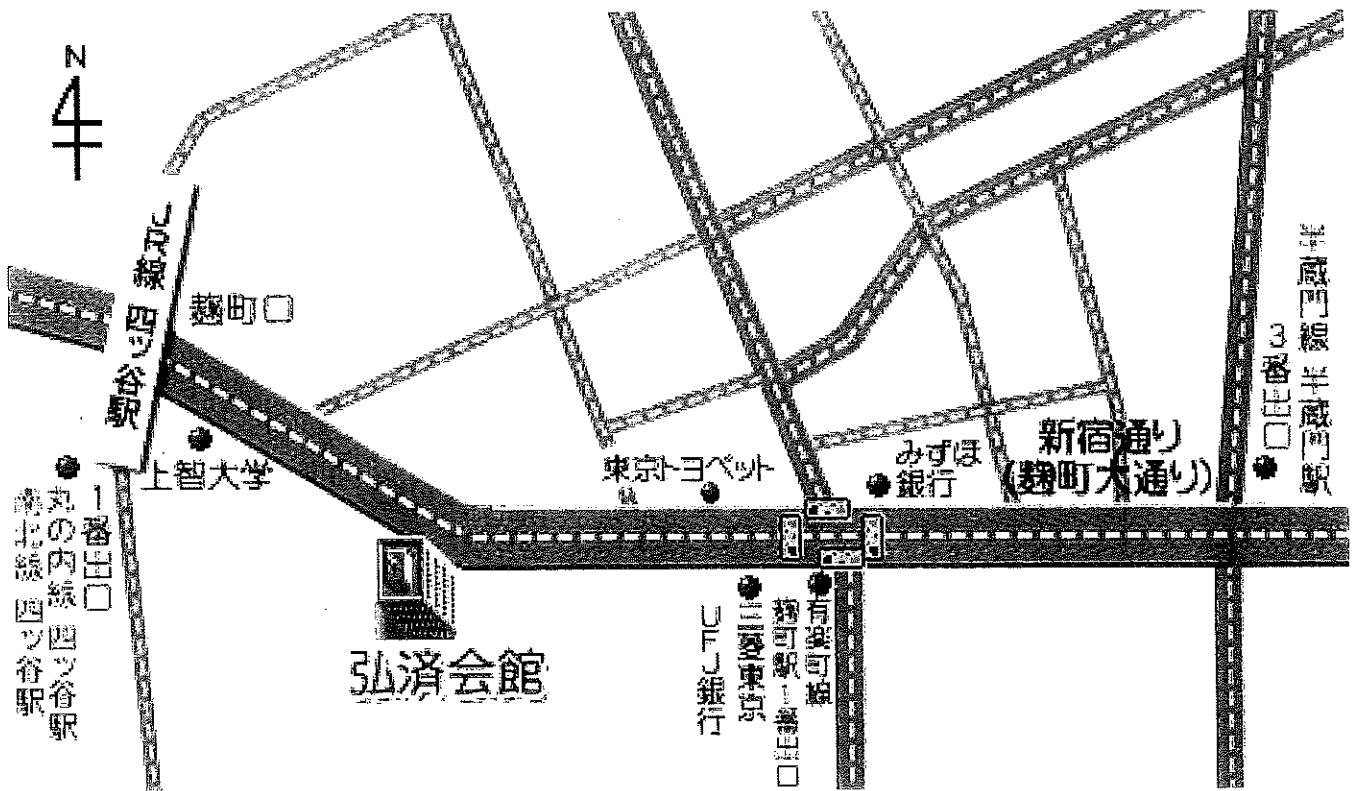 N
JR線 四ツ谷駅
麹町口
上智大学
1番出口
丸の内線 四ツ谷駅
南北線 四ツ谷駅
弘済会館
東京トヨペット
みずほ
銀行
新宿通り
(麹町大通り)
半蔵門線 半蔵門駅
3番出口
有楽町線
麹町駅1番出口
三菱東京
UFJ銀行